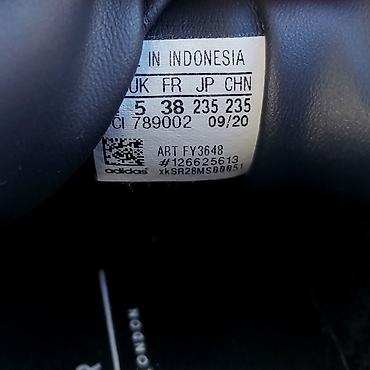 IN INDONESIA
UK FR JP CHN
5 38 235 235
CI 789002 09/20
ART FY3648
#126625613
adidas xkSR28MS00051
R
LONDON